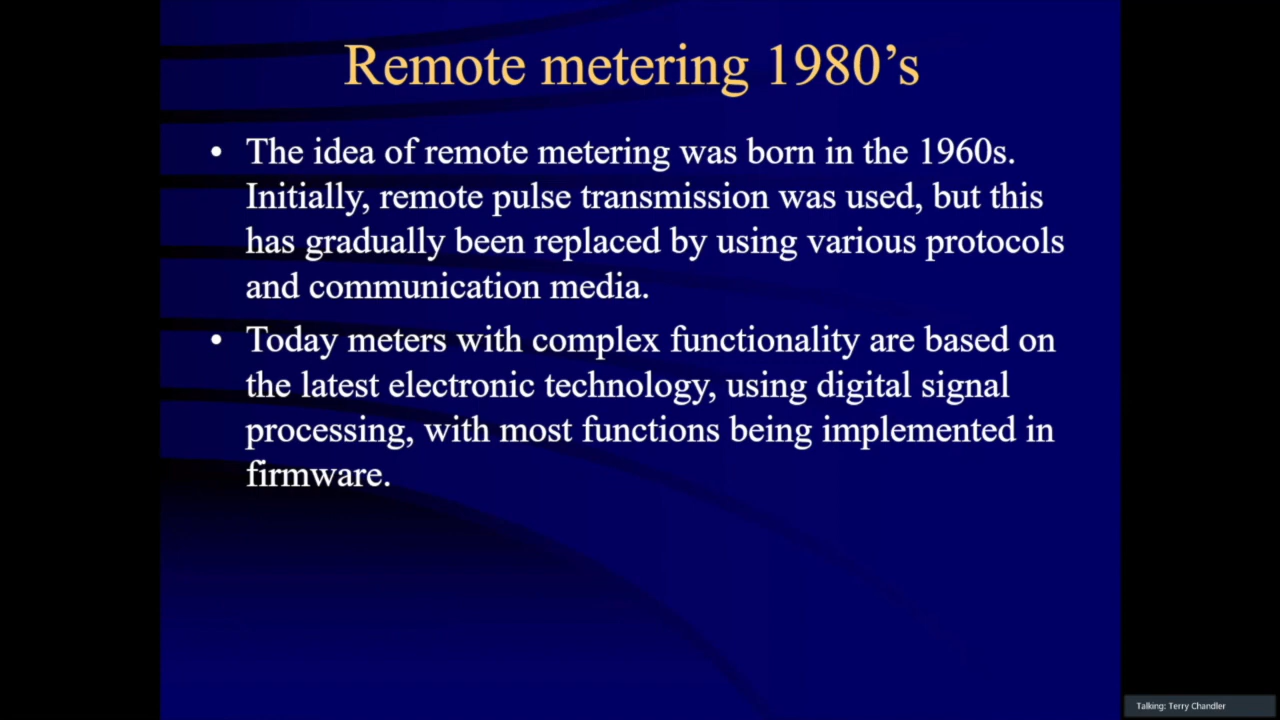 Remote metering 1980’s
• The idea of remote metering was born in the 1960s.
Initially, remote pulse transmission was used, but this
has gradually been replaced by using various protocols
and communication media.
• Today meters with complex functionality are based on
the latest electronic technology, using digital signal
processing, with most functions being implemented in
firmware.
Talking: Terry Chandler